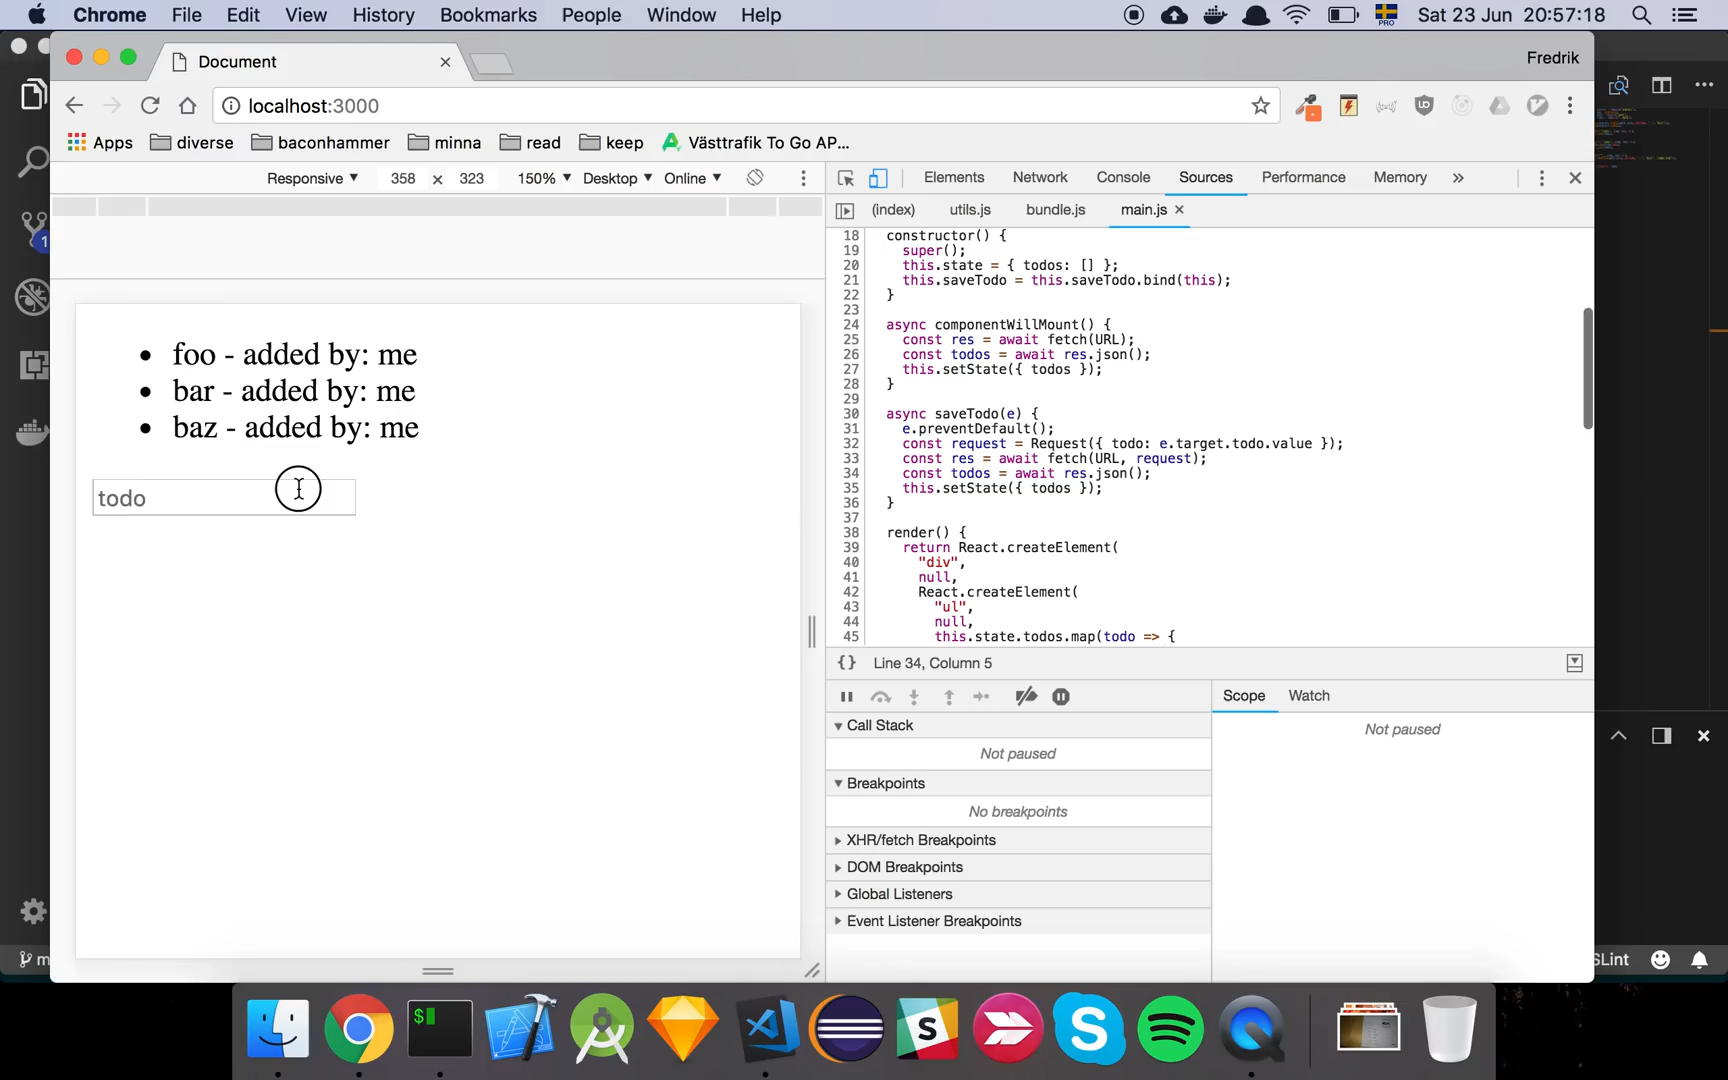 Chrome File Edit View History Bookmarks People Window Help PRO Sat 23 Jun 20:57:18
Document Fredrik
localhost:3000
Apps diverse baconhammer minna read keep Västtrafik To Go AP...
Responsive 358 × 323 150% Desktop Online
Elements Network Console Sources Performance Memory »
(index) utils.js bundle.js main.js
18 constructor() {
19 super();
20 this.state = { todos: [] };
21 this.saveTodo = this.saveTodo.bind(this);
22 }
23
24 async componentWillMount() {
25 const res = await fetch(URL);
26 const todos = await res.json();
27 this.setState({ todos });
28 }
29
30 async saveTodo(e) {
31 e.preventDefault();
32 const request = Request({ todo: e.target.todo.value });
33 const res = await fetch(URL, request);
34 const todos = await res.json();
35 this.setState({ todos });
36 }
37
38 render() {
39 return React.createElement(
40 "div",
41 null,
42 React.createElement(
43 "ul",
44 null,
45 this.state.todos.map(todo => {
• foo - added by: me
• bar - added by: me
• baz - added by: me
todo
{} Line 34, Column 5
Call Stack
Not paused
Breakpoints
No breakpoints
XHR/fetch Breakpoints
DOM Breakpoints
Global Listeners
Event Listener Breakpoints
Scope Watch
Not paused
1
m
SLint
$
S